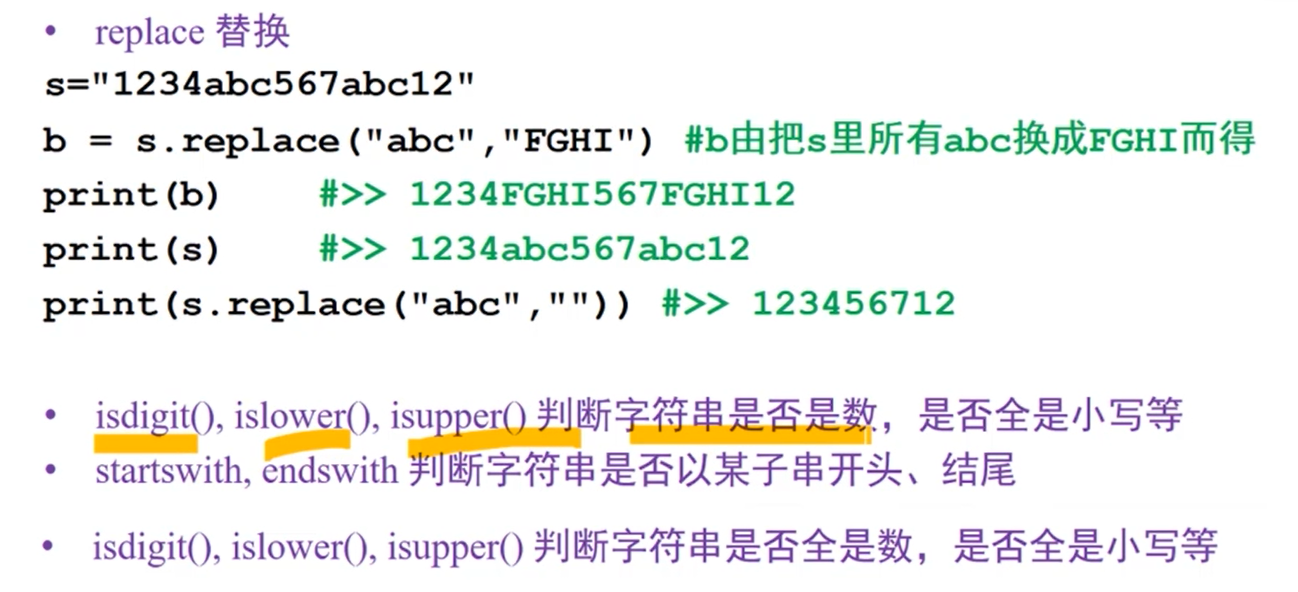 • replace 替换
s="1234abc567abc12"
b = s.replace("abc","FGHI") #b由把s里所有abc换成FGHI而得
print(b) #>> 1234FGHI567FGHI12
print(s) #>> 1234abc567abc12
print(s.replace("abc","")) #>> 123456712
• isdigit(), islower(), isupper() 判断字符串是否是数，是否全是小写等
• startswith, endswith 判断字符串是否以某子串开头、结尾
• isdigit(), islower(), isupper() 判断字符串是否全是数，是否全是小写等